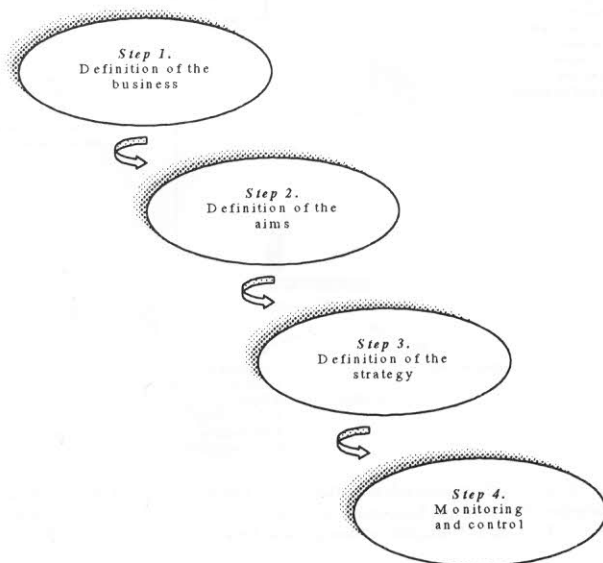 Step 1.
Definition of the
business
Step 2.
Definition of the
aims
Step 3.
Definition of the
strategy
Step 4.
Monitoring
and control